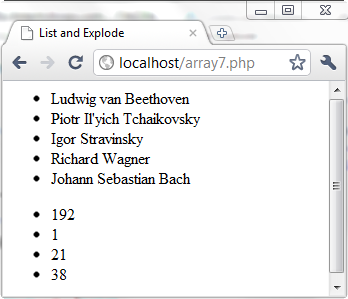 List and Explode
localhost/array7.php
Ludwig van Beethoven
Piotr Il'yich Tchaikovsky
Igor Stravinsky
Richard Wagner
Johann Sebastian Bach
192
1
21
38